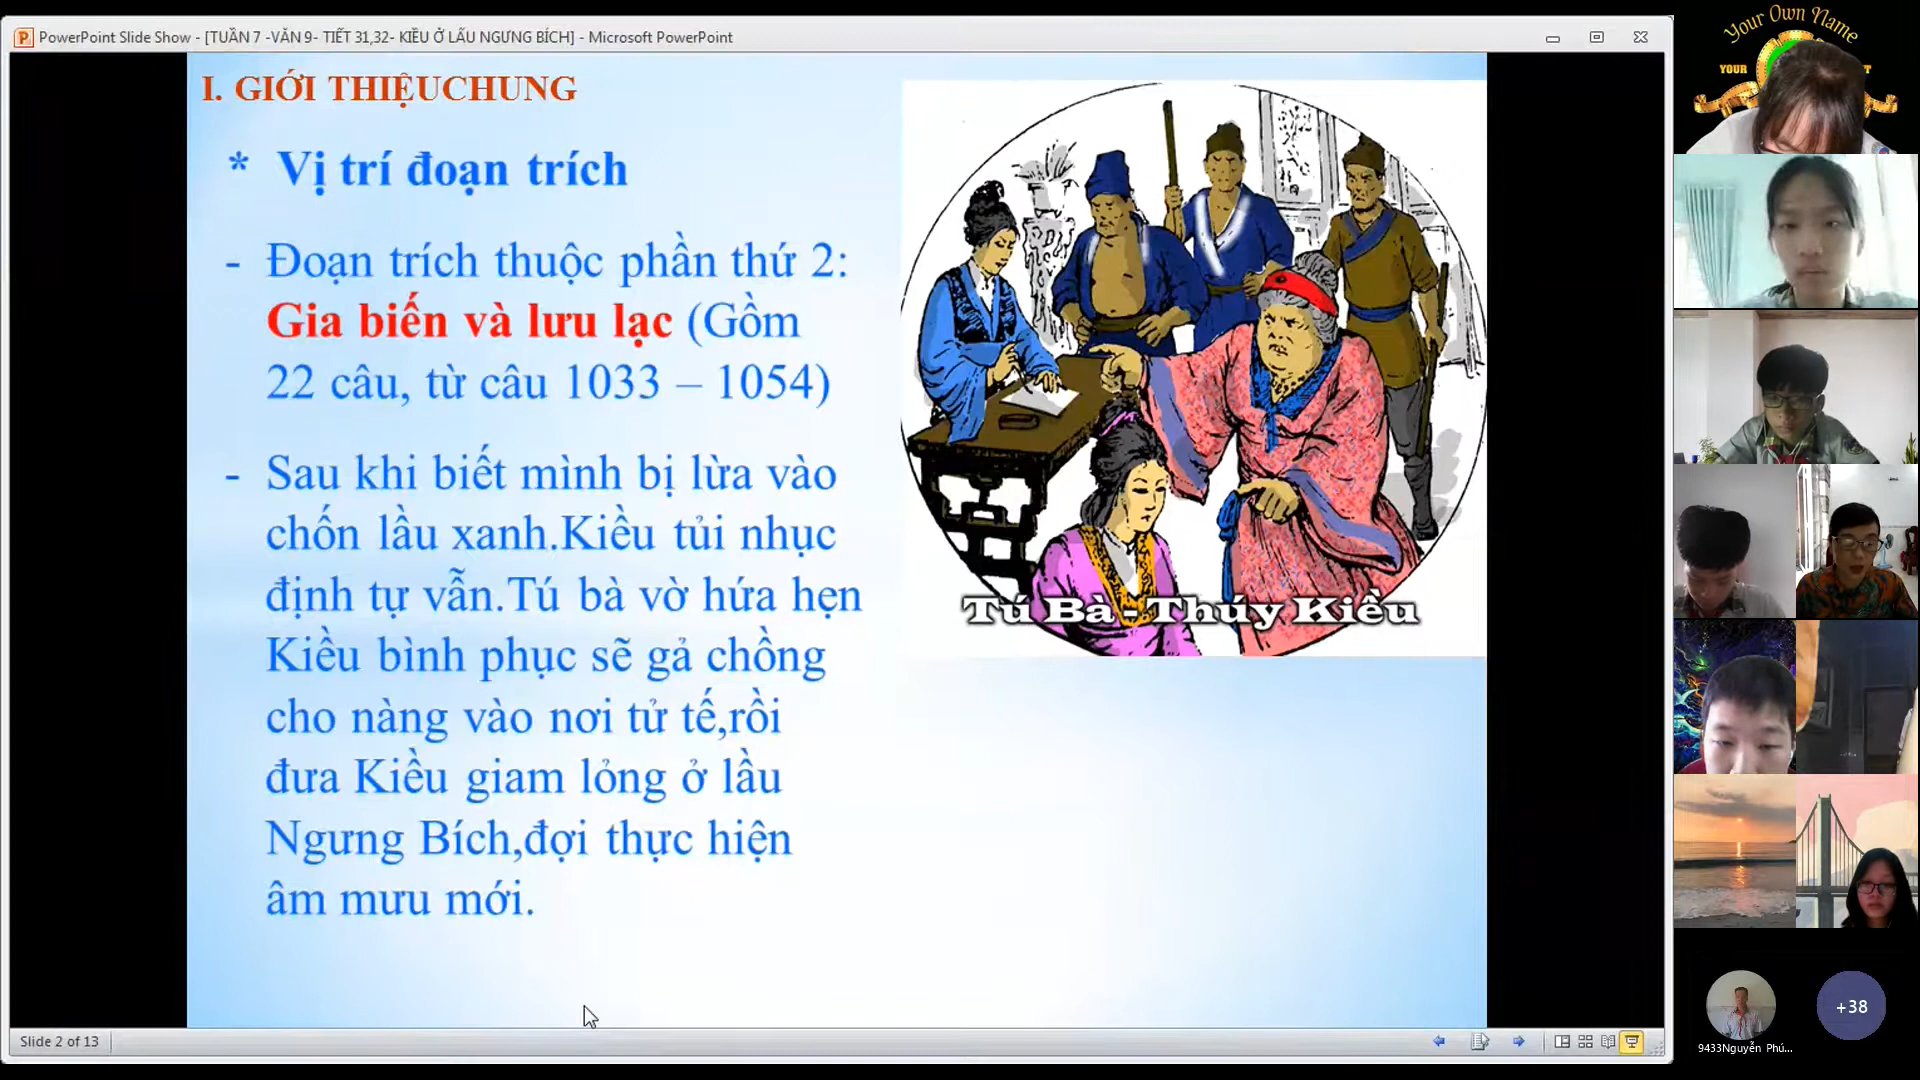 PowerPoint Slide Show - [TUẦN 7 -VĂN 9- TIẾT 31,32- KIỀU Ở LẦU NGƯNG BÍCH] - Microsoft PowerPoint
I. GIỚI THIỆUCHUNG
* Vị trí đoạn trích
- Đoạn trích thuộc phần thứ 2:
Gia biến và lưu lạc (Gồm
22 câu, từ câu 1033 – 1054)
- Sau khi biết mình bị lừa vào
chốn lầu xanh.Kiều tủi nhục
định tự vẫn.Tú bà vờ hứa hẹn
Kiều bình phục sẽ gả chồng
cho nàng vào nơi tử tế,rồi
đưa Kiều giam lỏng ở lầu
Ngưng Bích,đợi thực hiện
âm mưu mới.
Tú Bà - Thúy Kiều
Slide 2 of 13
Your Own Name
YOUR
+38
9433Nguyễn Phú...